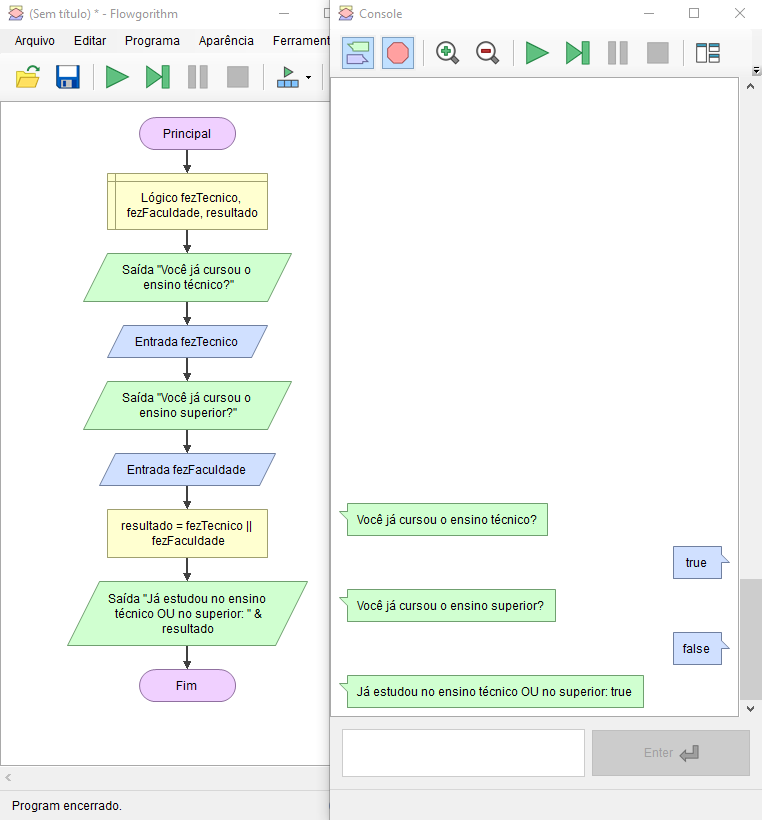 (Sem título) * - Flowgorithm
Arquivo Editar Programa Aparência Ferrament
Principal
Lógico fezTecnico,
fezFaculdade, resultado
Saída "Você já cursou o
ensino técnico?"
Entrada fezTecnico
Saída "Você já cursou o
ensino superior?"
Entrada fezFaculdade
resultado = fezTecnico ||
fezFaculdade
Saída "Já estudou no ensino
técnico OU no superior: " &
resultado
Fim
Program encerrado.
Console
Você já cursou o ensino técnico?
true
Você já cursou o ensino superior?
false
Já estudou no ensino técnico OU no superior: true
Enter